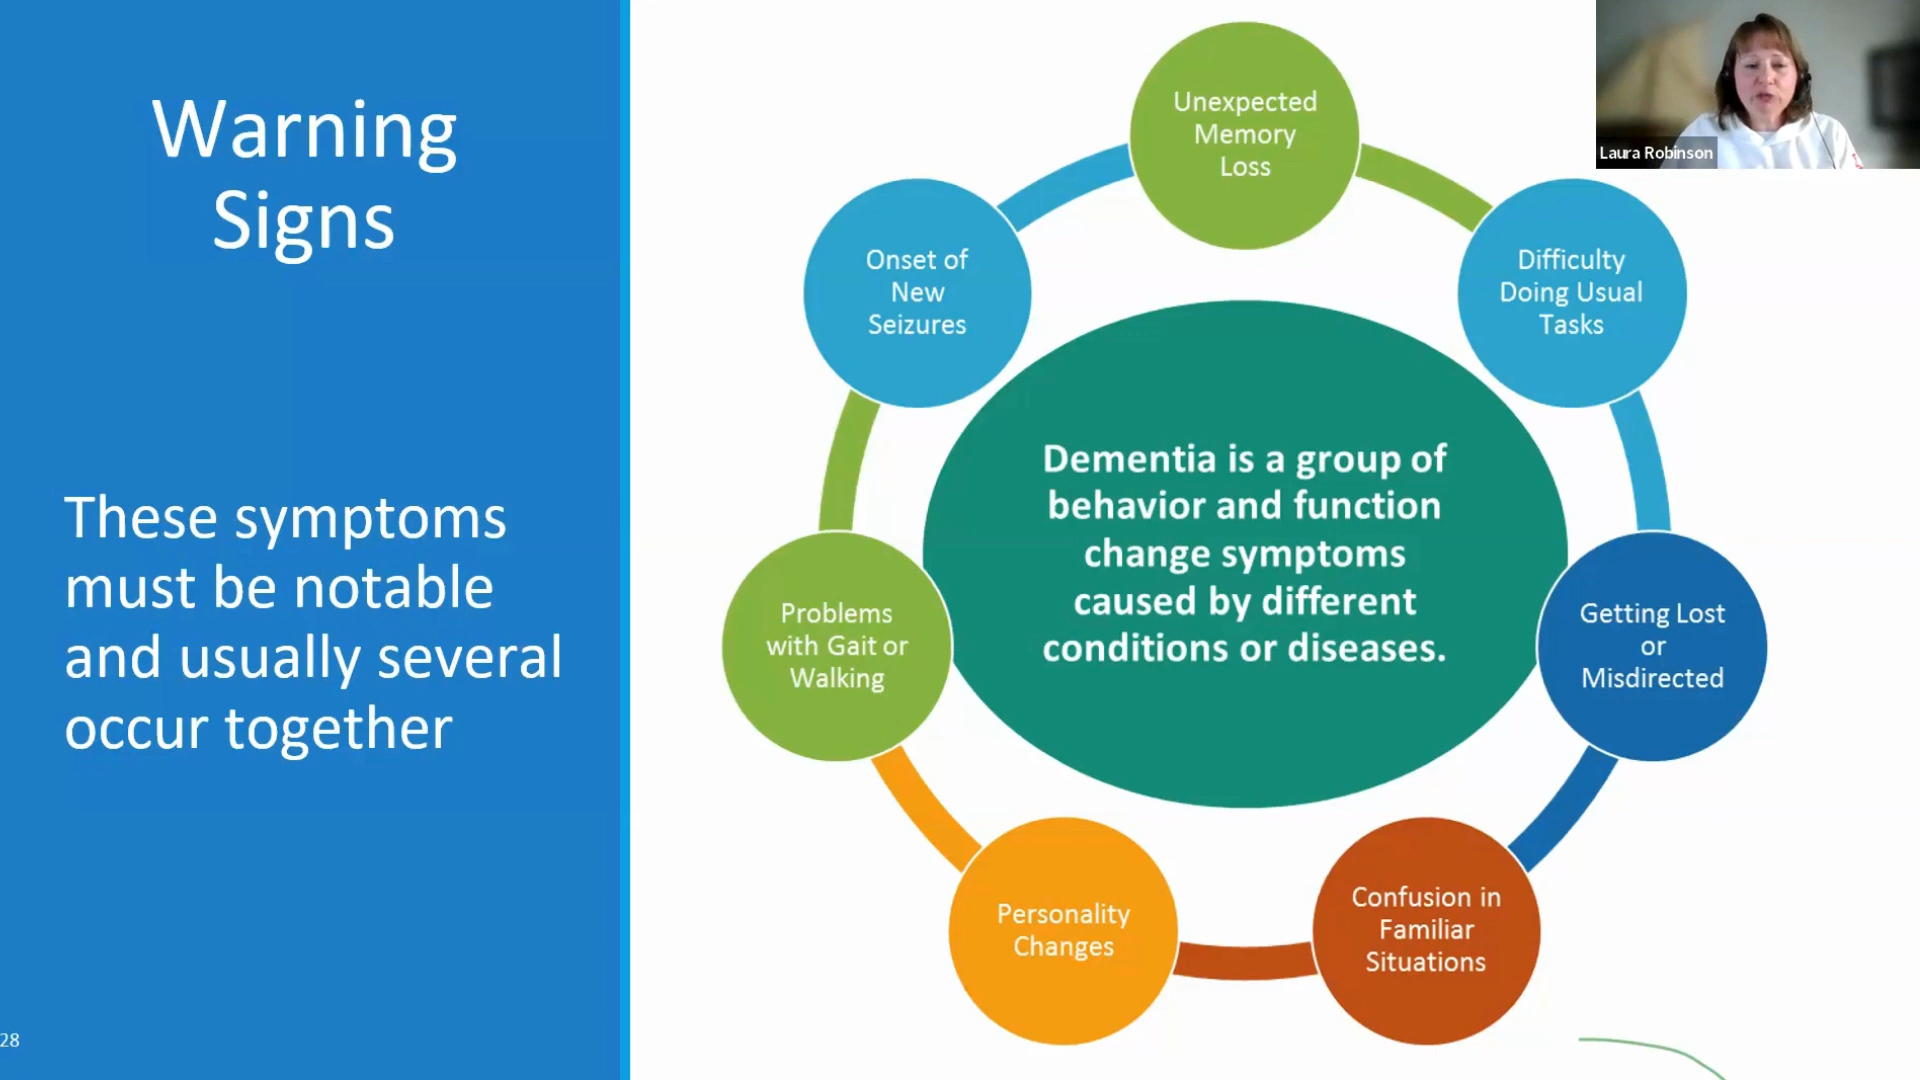 Warning
Signs
These symptoms
must be notable
and usually several
occur together
28
Unexpected
Memory
Loss
Difficulty
Doing Usual
Tasks
Getting Lost
or
Misdirected
Confusion in
Familiar
Situations
Personality
Changes
Problems
with Gait or
Walking
Onset of
New
Seizures
Dementia is a group of
behavior and function
change symptoms
caused by different
conditions or diseases.
Laura Robinson